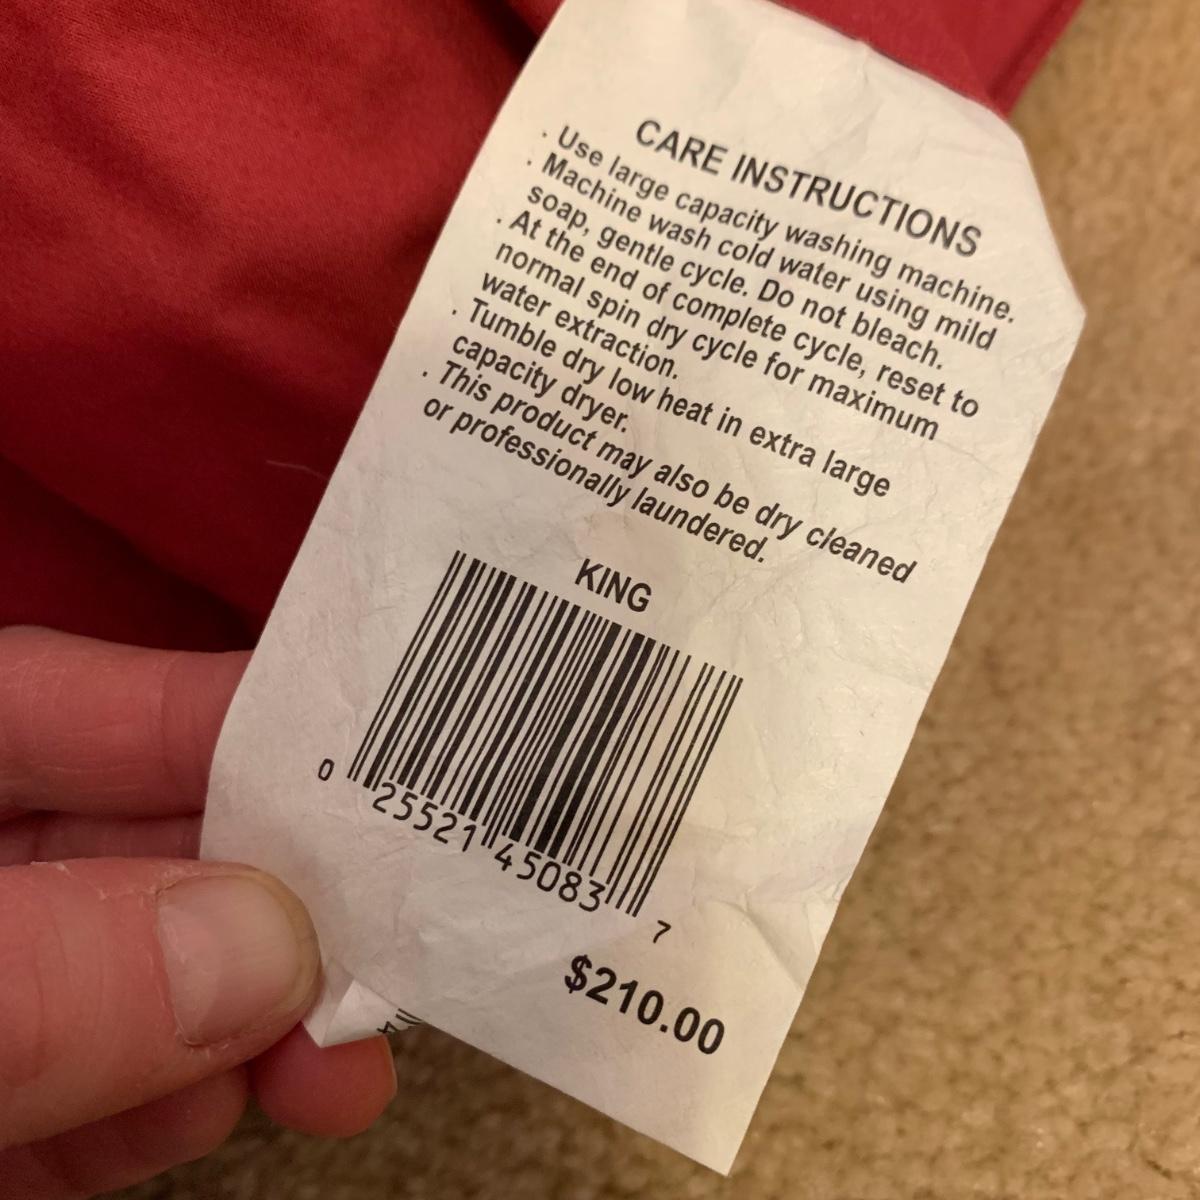 CARE INSTRUCTIONS
· Use large capacity washing machine.
· Machine wash cold water using mild
soap, gentle cycle. Do not bleach.
· At the end of complete cycle, reset to
normal spin dry cycle for maximum
water extraction.
· Tumble dry low heat in extra large
capacity dryer.
· This product may also be dry cleaned
or professionally laundered.
KING
0 25521 45083 7
$210.00